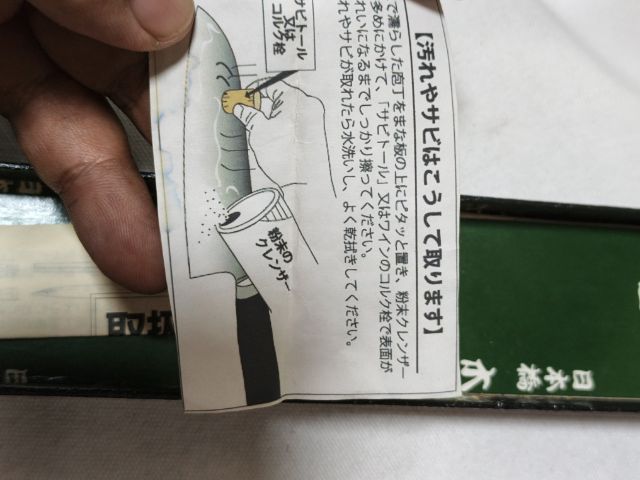 【汚れやサビはこうして取ります】
で濡らした庖丁をまな板の上にピタッと置き、粉末クレンザー
多めにかけて、「サビトール」又はワインのコルク栓で表面が
れいになるまでしっかり擦ってください。
れやサビが取れたら水洗いし、よく乾拭きしてください。
サビトール
又は
コルク栓
粉末の
クレンザー
取扱
日本橋 木